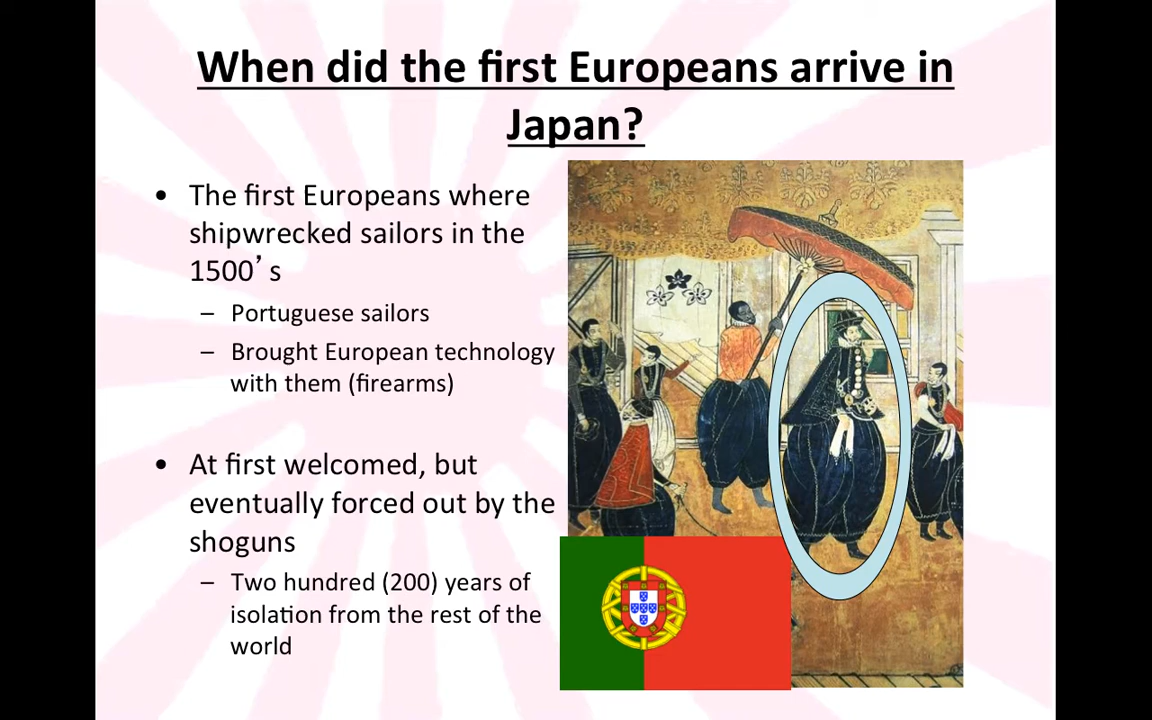 When did the first Europeans arrive in
Japan?
• The first Europeans where
shipwrecked sailors in the
1500’ s
– Portuguese sailors
– Brought European technology
with them (firearms)
• At first welcomed, but
eventually forced out by the
shoguns
– Two hundred (200) years of
isolation from the rest of the
world